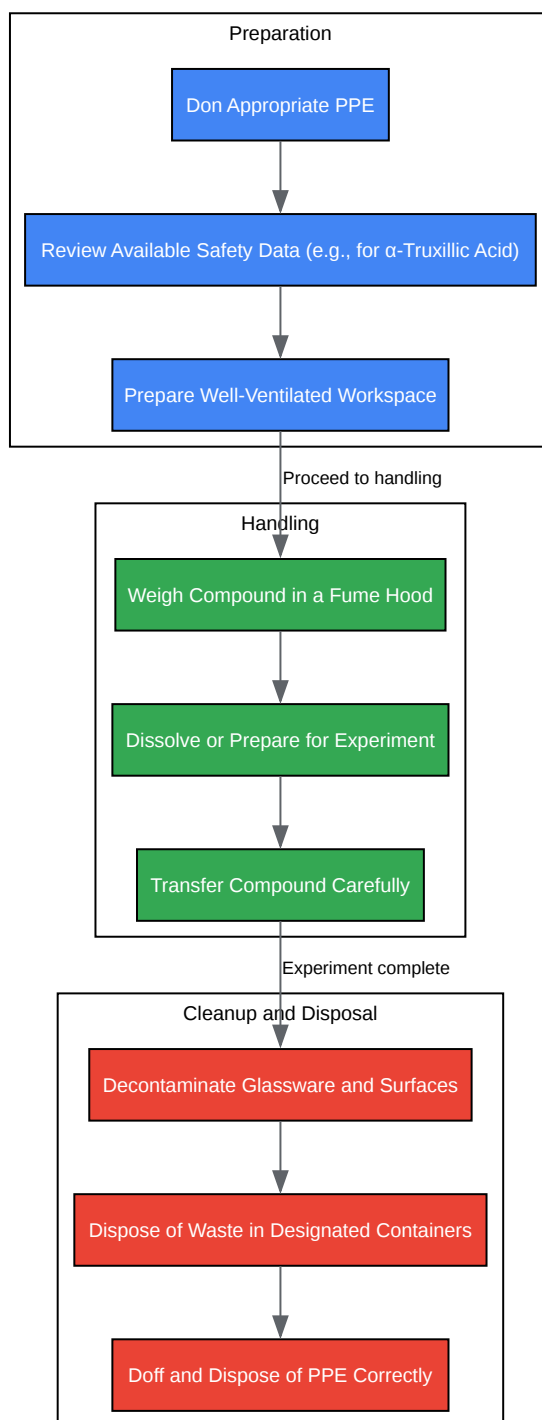 Preparation
Don Appropriate PPE
Review Available Safety Data (e.g., for α-Truxillic Acid)
Prepare Well-Ventilated Workspace
Proceed to handling
Handling
Weigh Compound in a Fume Hood
Dissolve or Prepare for Experiment
Transfer Compound Carefully
Experiment complete
Cleanup and Disposal
Decontaminate Glassware and Surfaces
Dispose of Waste in Designated Containers
Doff and Dispose of PPE Correctly